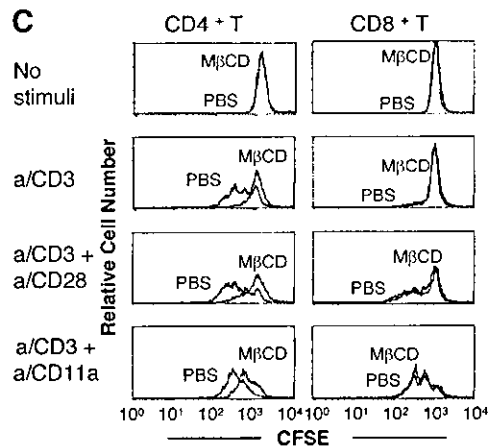 C
CD4 + T
CD8 + T
No
stimuli
MβCD
PBS
MβCD
PBS
a/CD3
PBS
MβCD
MβCD
PBS
a/CD3 +
a/CD28
PBS
MβCD
MβCD
PBS
a/CD3 +
a/CD11a
PBS
MβCD
MβCD
PBS
Relative Cell Number
10⁰ 10¹ 10² 10³ 10⁴ 10⁰ 10¹ 10² 10³ 10⁴
CFSE